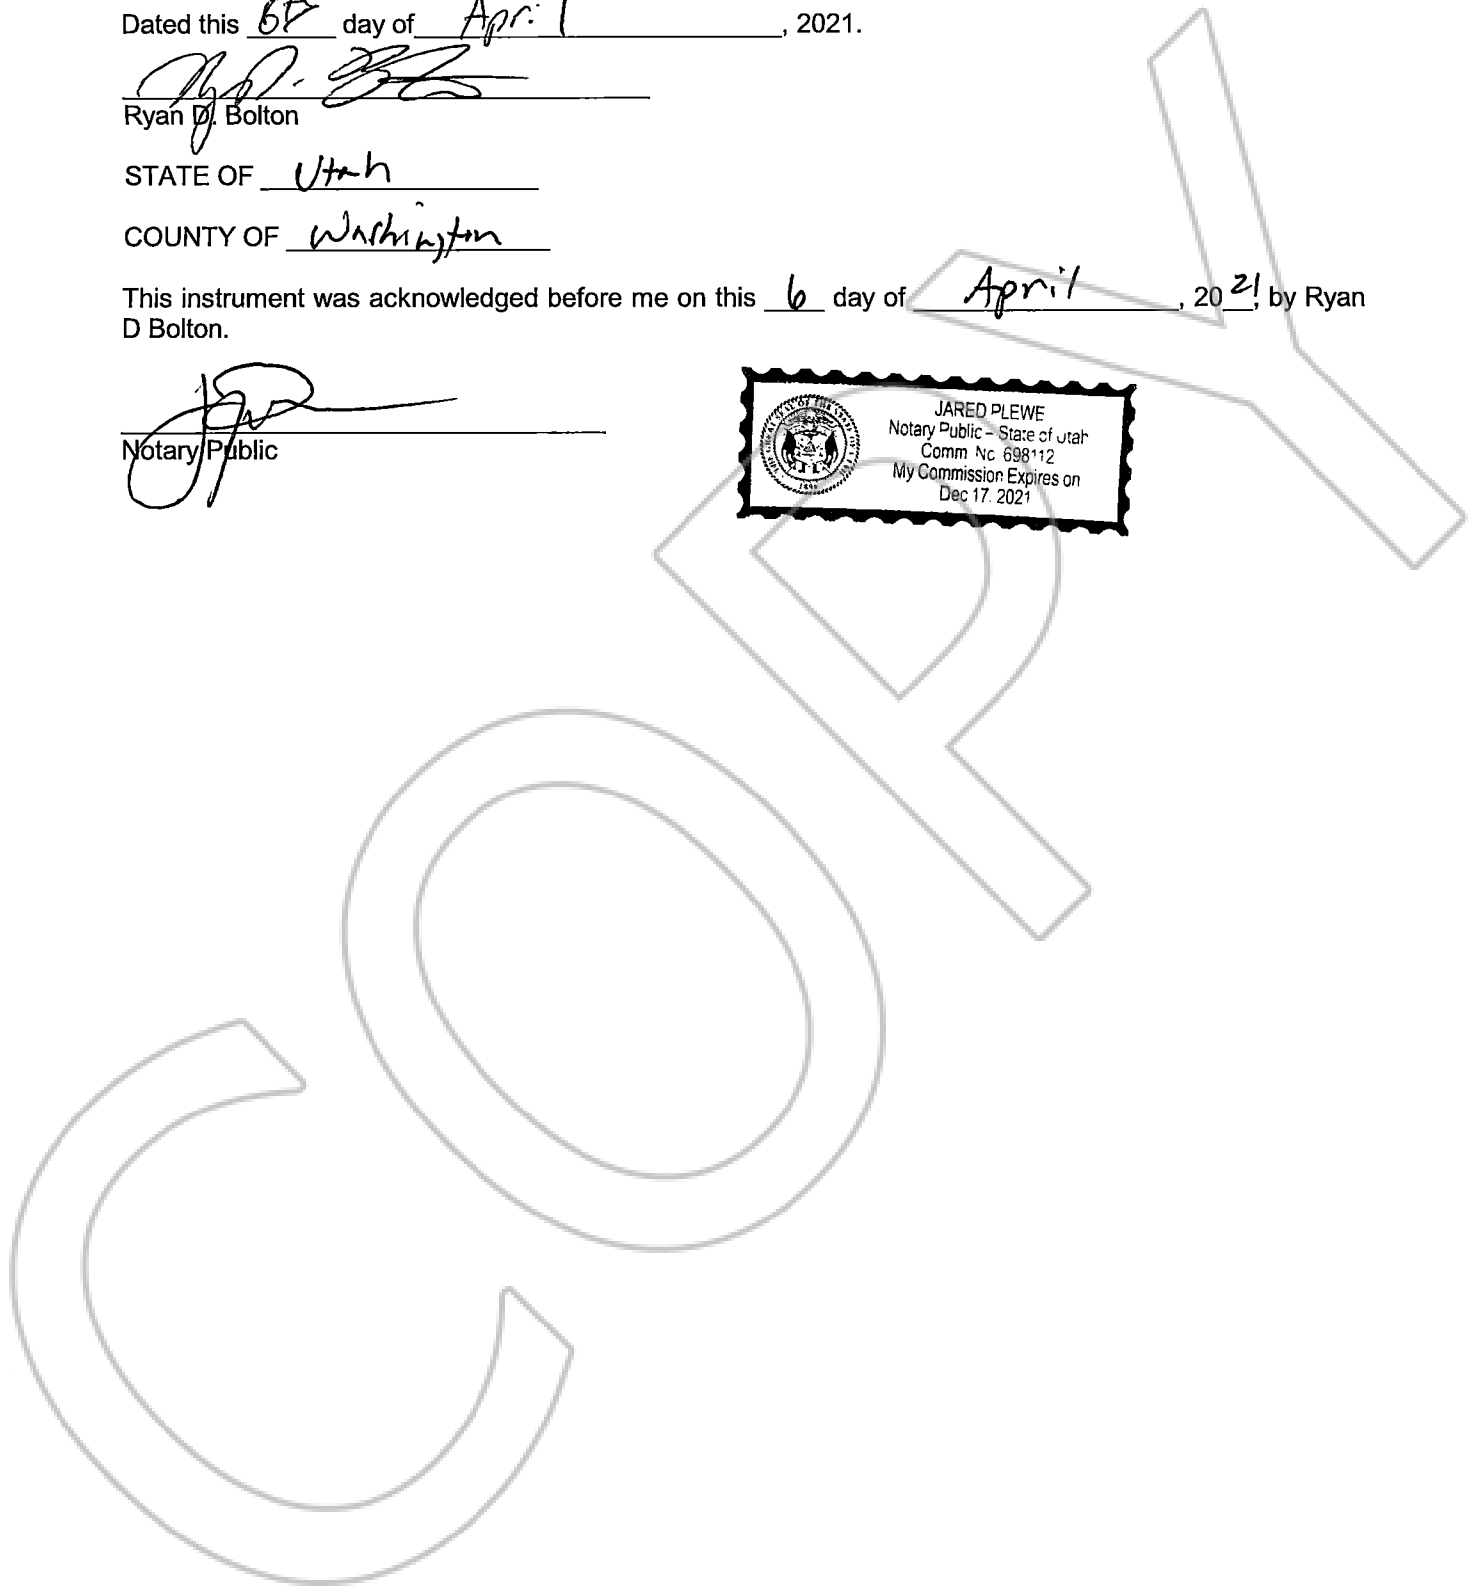 Dated this 6th day of April, 2021.
Ryan D. Bolton
STATE OF Utah
COUNTY OF Washington
This instrument was acknowledged before me on this 6 day of April, 2021, by Ryan
D Bolton.
Notary Public
JARED PLEWE
Notary Public – State of Utah
Comm No 698112
My Commission Expires on
Dec 17. 2021
1896
COPY